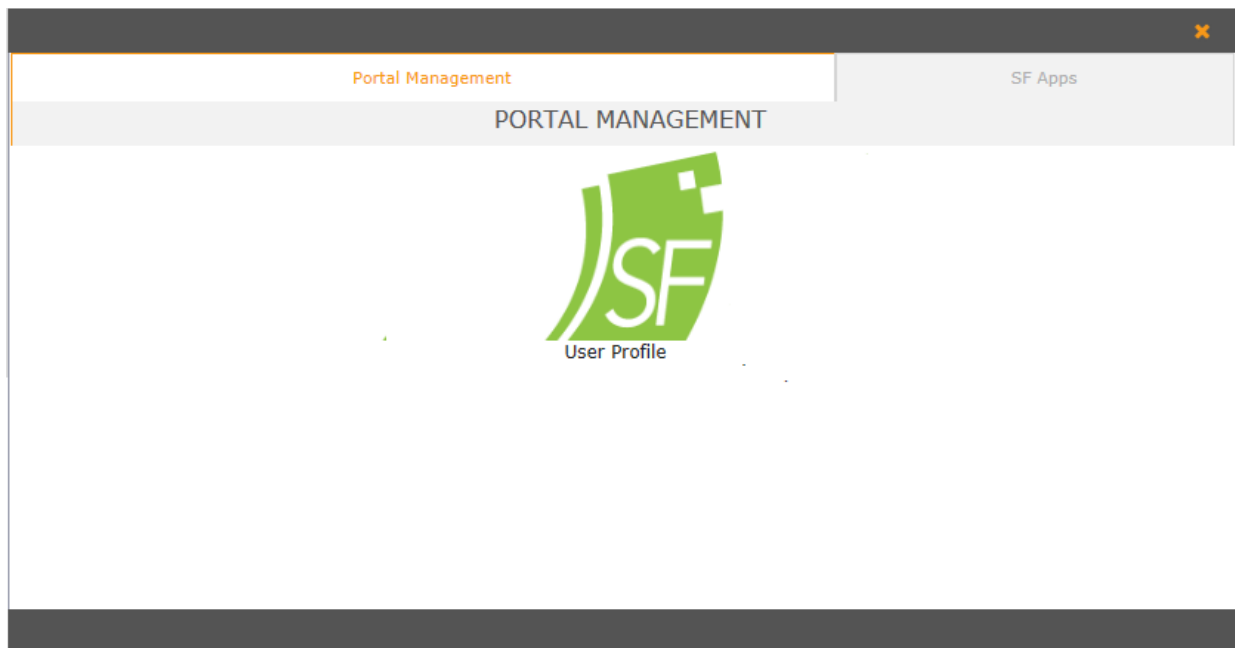 Portal Management
SF Apps
PORTAL MANAGEMENT
SF
User Profile